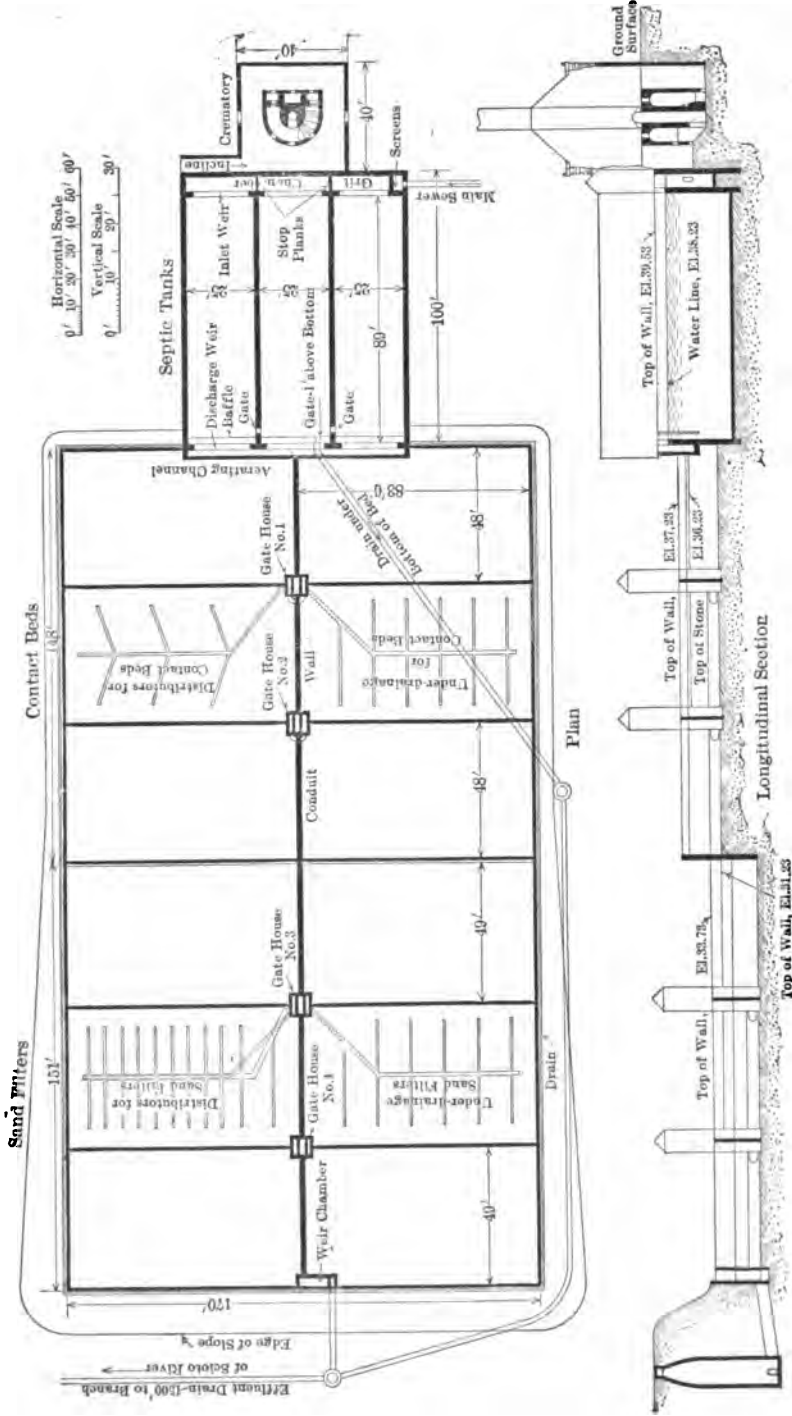 Horizontal Scale
0' 10' 20' 30' 40' 50' 60'
Vertical Scale
0' 10' 20' 30'
Septic Tanks
Contact Beds
Sand Filters
Incline
Crematory
40'
40'
Screens
Grit
Chamber
Main Sewer
Inlet Weir
Stop
Planks
80'
100'
Discharge Weir
Baffle
Gate
Gate-1' above Bottom
Gate
Aerating Channel
148'
151'
83'0"
48'
Drain under
Bottom of Bed
Gate House
No.1
Gate House
No.2
Wall
Distributors for
Contact Beds
Under-drainage
for
Contact Beds
Conduit
48'
49'
Gate House
No.3
Distributors for
Sand Filters
Under-drainage
Sand Filters
Gate House
No.4
Drain
49'
Weir Chamber
170'
Edge of Slope
Effluent Drain-1500' to Branch
of Scioto River
Plan
Ground
Surface
Top of Wall, El.39.53
Water Line, El.38.23
Top of Wall, El.37.23
Top of Stone El.36.23
Top of Wall, El.33.73
Top of Wall, El.31.23
Longitudinal Section